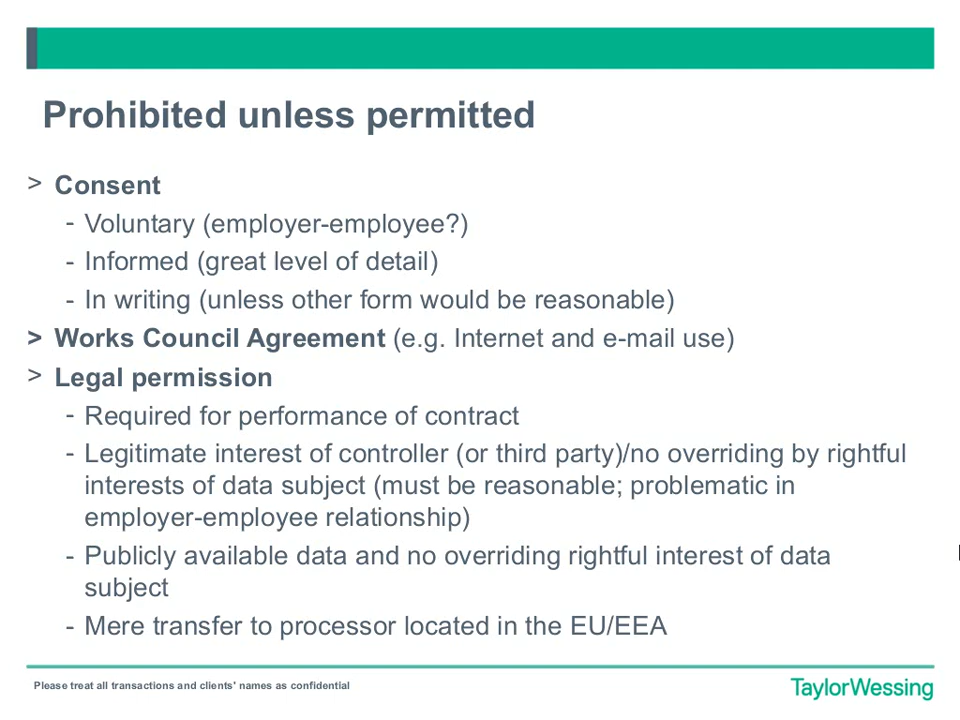 Prohibited unless permitted
> Consent
- Voluntary (employer-employee?)
- Informed (great level of detail)
- In writing (unless other form would be reasonable)
> Works Council Agreement (e.g. Internet and e-mail use)
> Legal permission
- Required for performance of contract
- Legitimate interest of controller (or third party)/no overriding by rightful
interests of data subject (must be reasonable; problematic in
employer-employee relationship)
- Publicly available data and no overriding rightful interest of data
subject
- Mere transfer to processor located in the EU/EEA
Please treat all transactions and clients' names as confidential
TaylorWessing